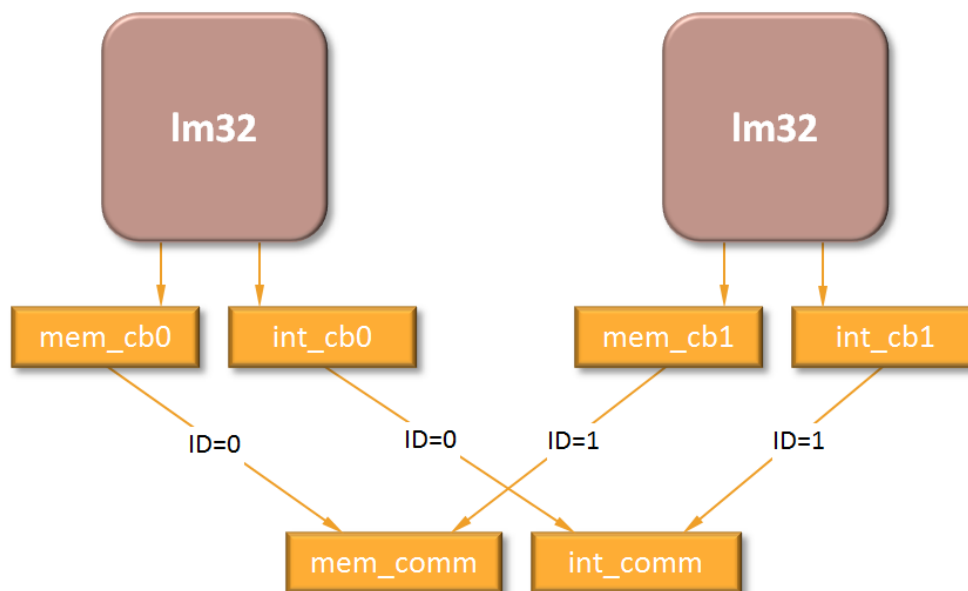 lm32
lm32
mem_cb0
int_cb0
mem_cb1
int_cb1
ID=0
ID=0
ID=1
ID=1
mem_comm
int_comm